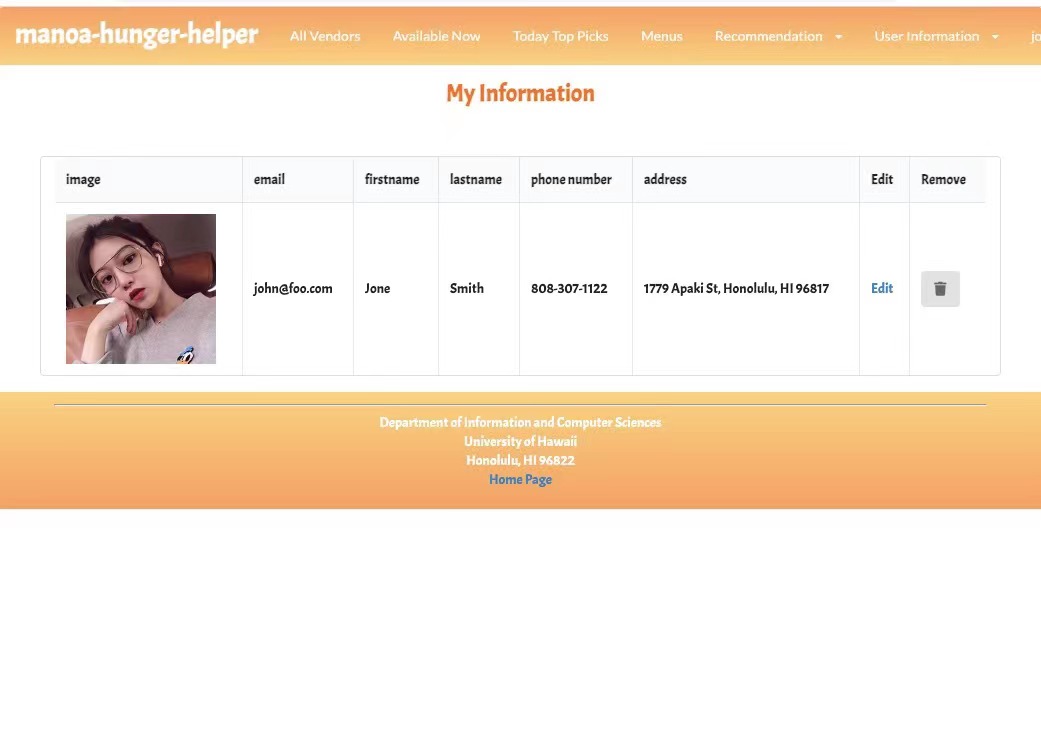 manoa-hunger-helper All Vendors Available Now Today Top Picks Menus Recommendation User Information jo
My Information
image email firstname lastname phone number address Edit Remove
john@foo.com Jone Smith 808-307-1122 1779 Apaki St, Honolulu, HI 96817 Edit
Department of Information and Computer Sciences
University of Hawaii
Honolulu, HI 96822
Home Page